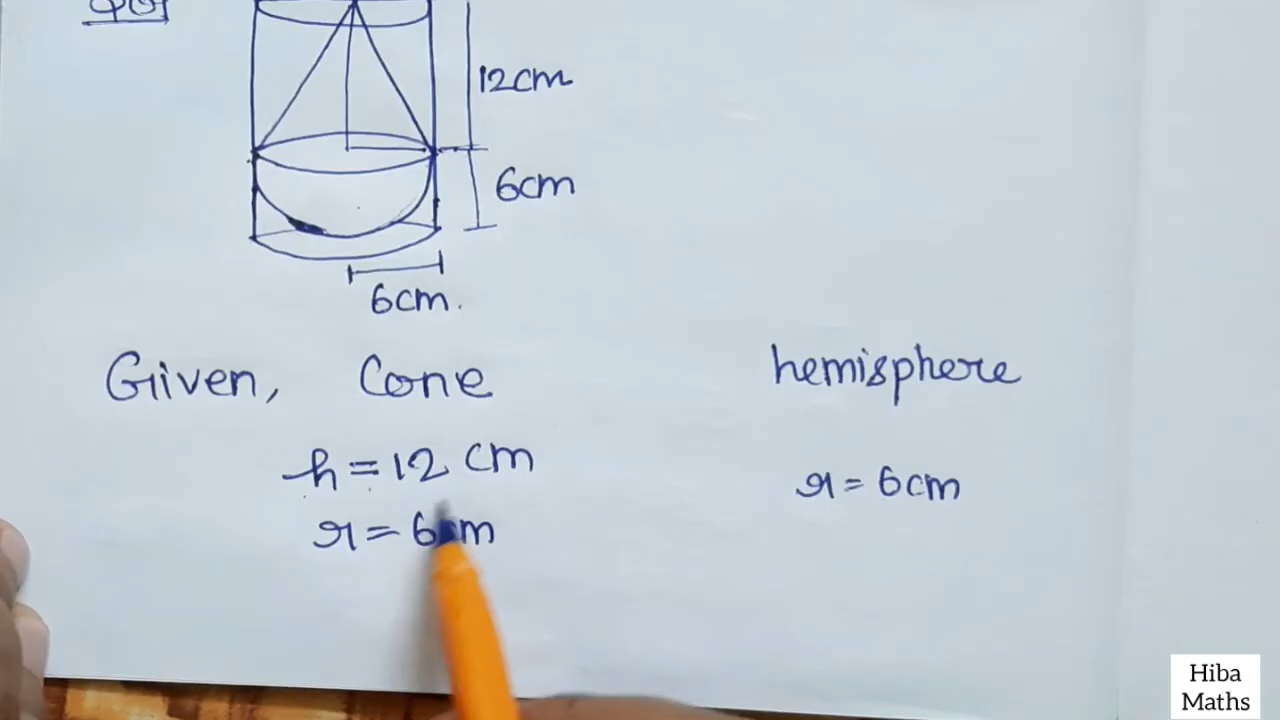 12cm
6cm
6cm.
Given, Cone hemisphere
h = 12 cm
r = 6cm
r = 6cm
Hiba
Maths